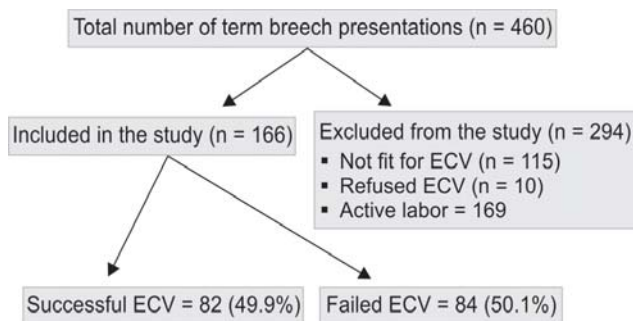 Total number of term breech presentations (n = 460)
Included in the study (n = 166)
Excluded from the study (n = 294)
▪ Not fit for ECV (n = 115)
▪ Refused ECV (n = 10)
▪ Active labor = 169
Successful ECV = 82 (49.9%)
Failed ECV = 84 (50.1%)